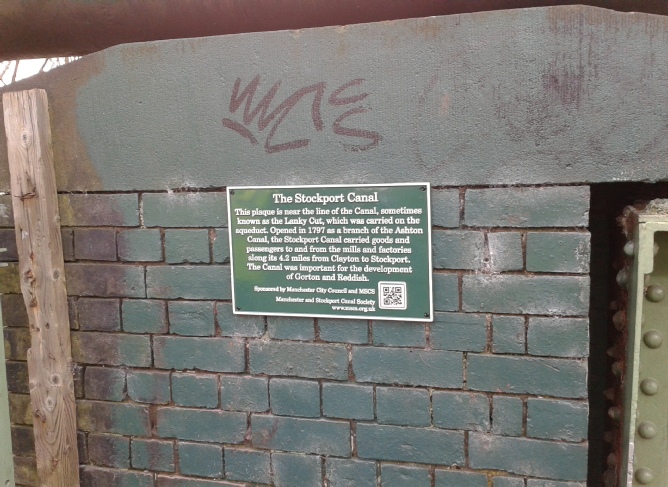 The Stockport Canal
This plaque is near the line of the Canal, sometimes
known as the Lanky Cut, which was carried on the
aqueduct. Opened in 1797 as a branch of the Ashton
Canal, the Stockport Canal carried goods and
passengers to and from the mills and factories
along its 4.2 miles from Clayton to Stockport.
The Canal was important for the development
of Gorton and Reddish.
Sponsored by Manchester City Council and MSCS
Manchester and Stockport Canal Society
www.mscs.org.uk